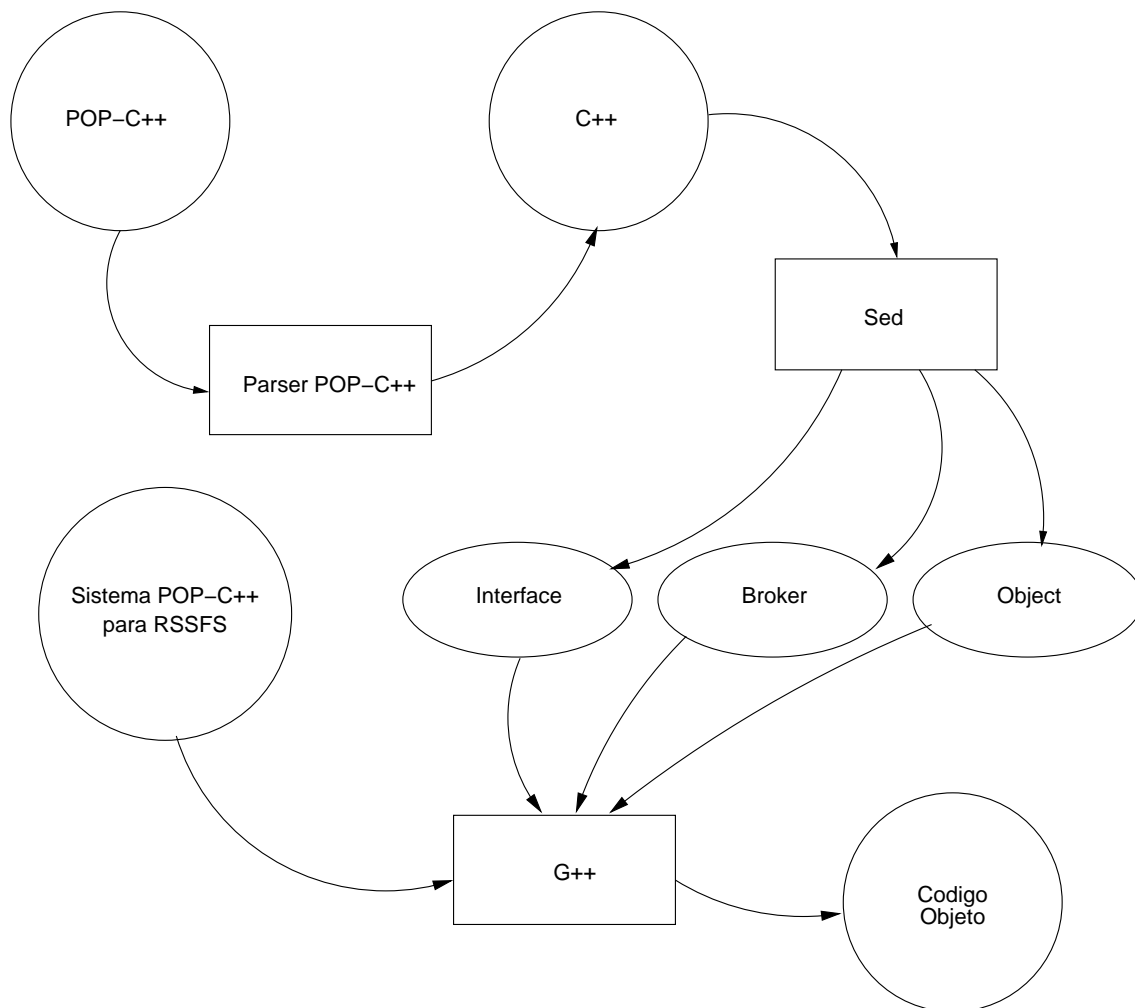 POP−C++
C++
Sed
Parser POP−C++
Sistema POP−C++
para RSSFS
Interface
Broker
Object
G++
Codigo
Objeto